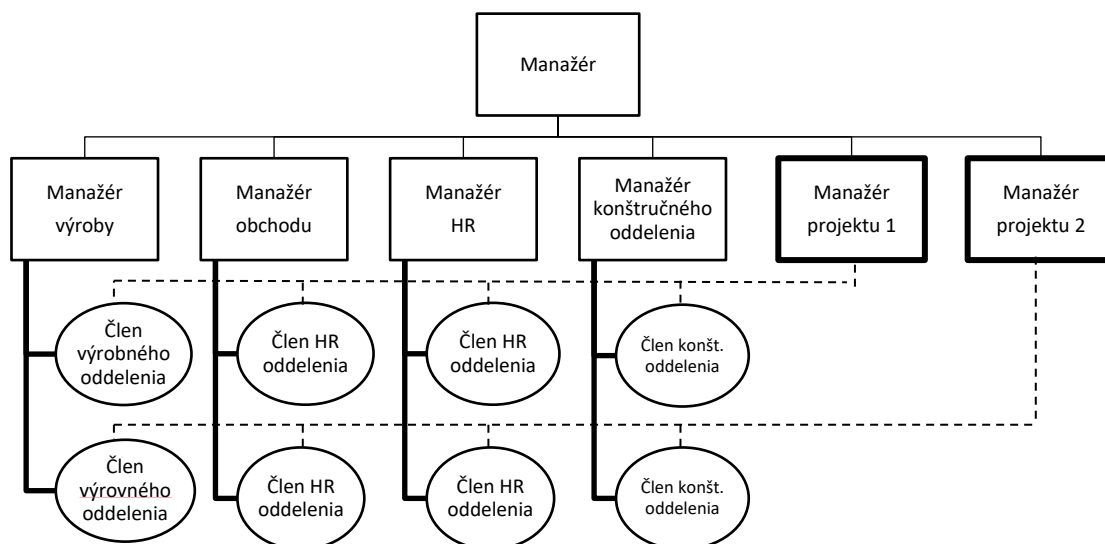 Manažér
Manažér
výroby
Manažér
obchodu
Manažér
HR
Manažér
konštručného
oddelenia
Manažér
projektu 1
Manažér
projektu 2
Člen
výrobného
oddelenia
Člen HR
oddelenia
Člen HR
oddelenia
Člen konšt.
oddelenia
Člen
výrovného
oddelenia
Člen HR
oddelenia
Člen HR
oddelenia
Člen konšt.
oddelenia